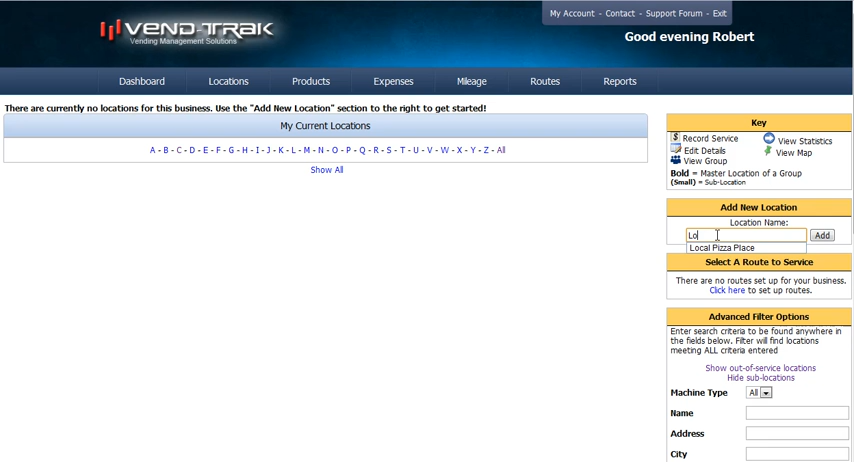 VEND-TRAK
Vending Management Solutions
My Account - Contact - Support Forum - Exit
Good evening Robert
Dashboard
Locations
Products
Expenses
Mileage
Routes
Reports
There are currently no locations for this business. Use the "Add New Location" section to the right to get started!
My Current Locations
A - B - C - D - E - F - G - H - I - J - K - L - M - N - O - P - Q - R - S - T - U - V - W - X - Y - Z - All
Show All
Key
Record Service
View Statistics
Edit Details
View Map
View Group
Bold = Master Location of a Group
(Small) = Sub-Location
Add New Location
Location Name:
Lo
Add
Local Pizza Place
Select A Route to Service
There are no routes set up for your business.
Click here to set up routes.
Advanced Filter Options
Enter search criteria to be found anywhere in
the fields below. Filter will find locations
meeting ALL criteria entered
Show out-of-service locations
Hide sub-locations
Machine Type
All
Name
Address
City